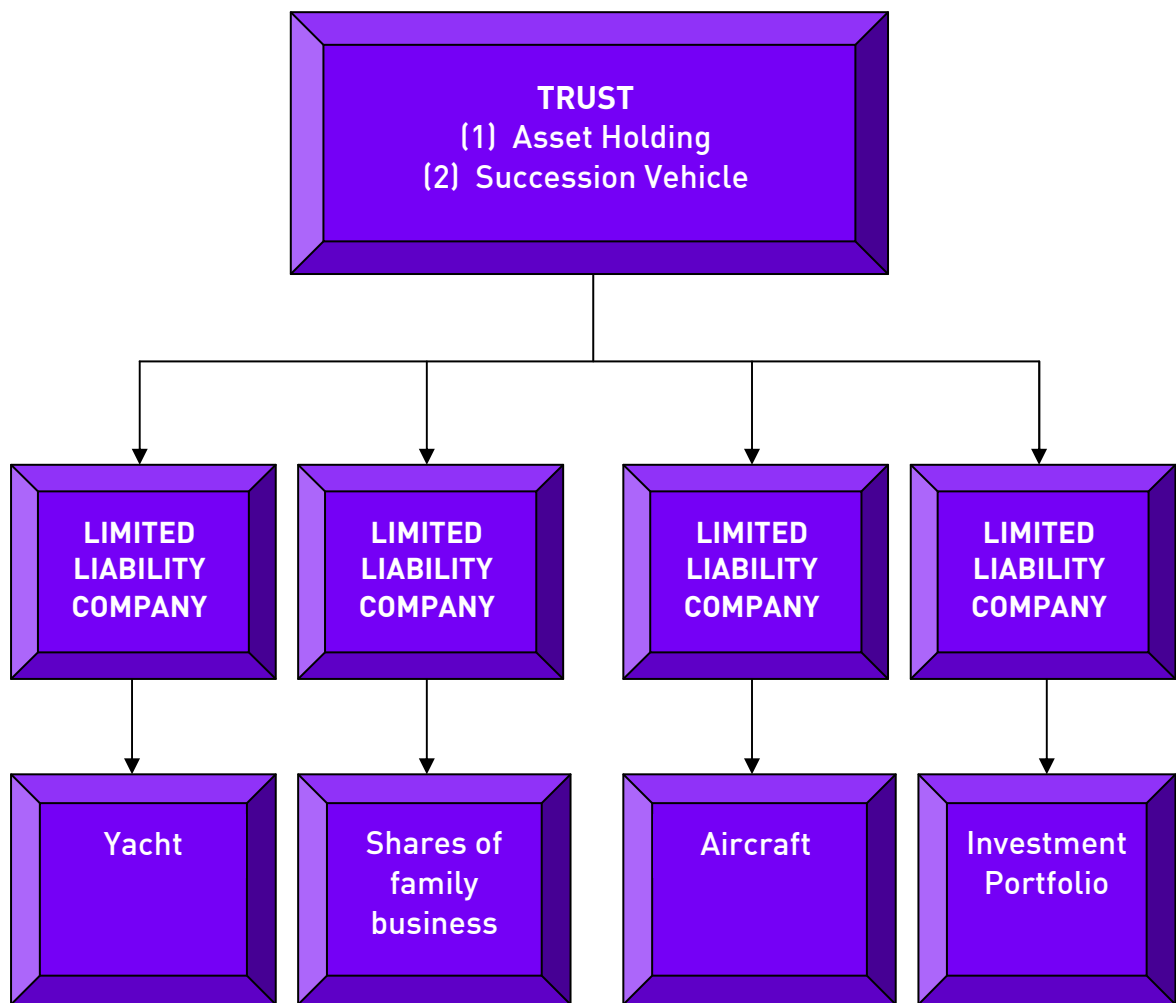 TRUST
(1) Asset Holding
(2) Succession Vehicle
LIMITED
LIABILITY
COMPANY
LIMITED
LIABILITY
COMPANY
LIMITED
LIABILITY
COMPANY
LIMITED
LIABILITY
COMPANY
Yacht
Shares of
family
business
Aircraft
Investment
Portfolio